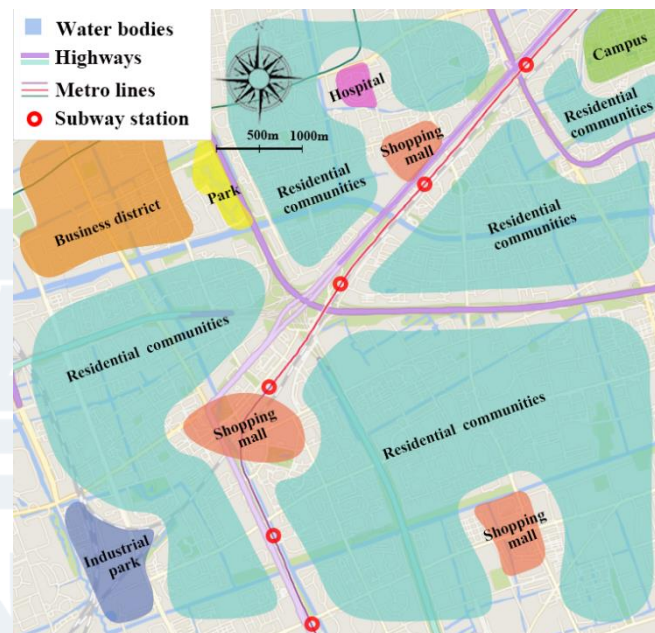 Water bodies
Highways
Metro lines
Subway station
500m 1000m
Hospital
Campus
Shopping
mall
Residential
communities
Residential
communities
Park
Business district
Residential
communities
Residential communities
Shopping
mall
Residential communities
Industrial
park
Shopping
mall